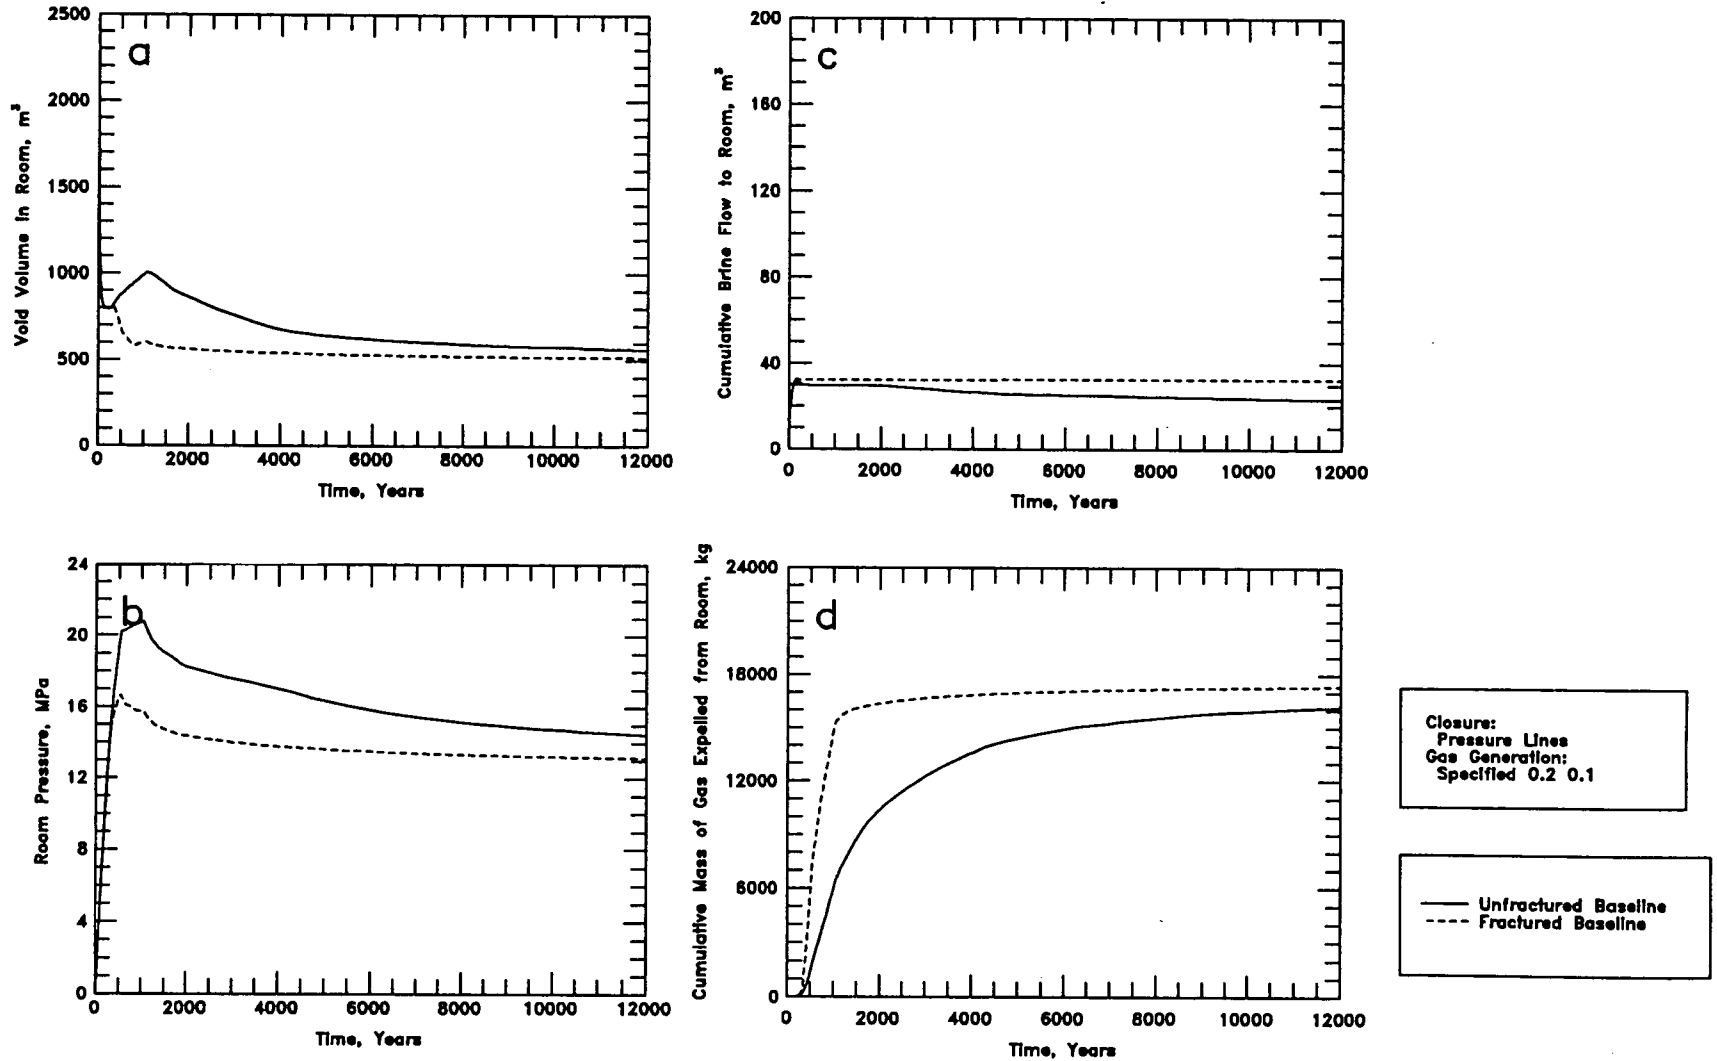 a
Void Volume in Room, m³
2500
2000
1500
1000
500
0
0 2000 4000 6000 8000 10000 12000
Time, Years
c
Cumulative Brine Flow to Room, m³
200
160
120
80
40
0
0 2000 4000 6000 8000 10000 12000
Time, Years
b
Room Pressure, MPa
24
20
16
12
8
4
0
0 2000 4000 6000 8000 10000 12000
Time, Years
d
Cumulative Mass of Gas Expelled from Room, kg
24000
18000
12000
6000
0
0 2000 4000 6000 8000 10000 12000
Time, Years
Closure:
Pressure Lines
Gas Generation:
Specified 0.2 0.1
Unfractured Baseline
Fractured Baseline